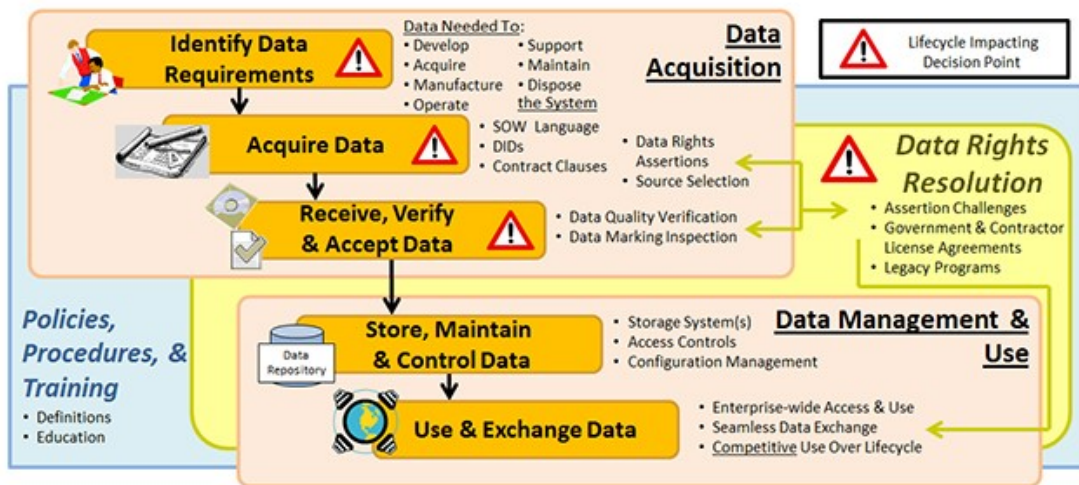 Identify Data
Requirements
Data Needed To:
• Develop
• Acquire
• Manufacture
• Operate
• Support
• Maintain
• Dispose
the System
Data
Acquisition
Lifecycle Impacting
Decision Point
Acquire Data
• SOW Language
• DIDs
• Contract Clauses
• Data Rights
Assertions
• Source Selection
Data Rights
Resolution
• Assertion Challenges
• Government & Contractor
License Agreements
• Legacy Programs
Receive, Verify
& Accept Data
• Data Quality Verification
• Data Marking Inspection
Policies,
Procedures, &
Training
• Definitions
• Education
Data
Repository
Store, Maintain
& Control Data
• Storage System(s)
• Access Controls
• Configuration Management
Data Management &
Use
Use & Exchange Data
• Enterprise-wide Access & Use
• Seamless Data Exchange
• Competitive Use Over Lifecycle